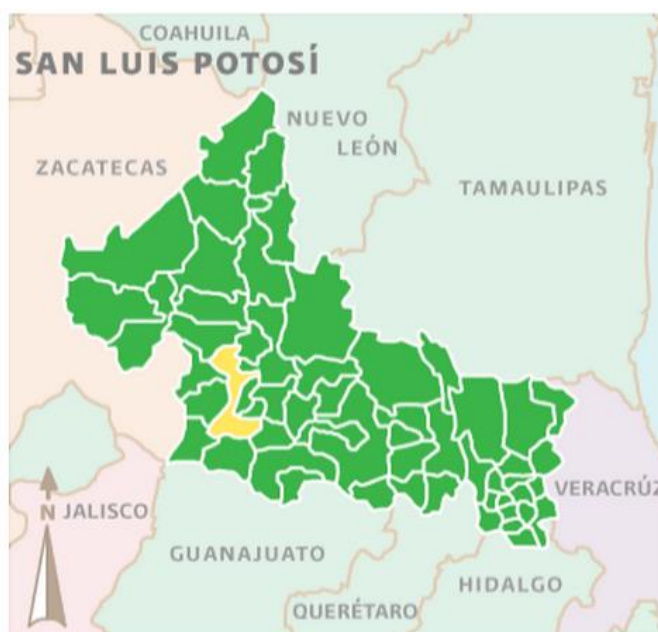 COAHUILA
SAN LUIS POTOSÍ
NUEVO
LEÓN
ZACATECAS
TAMAULIPAS
VERACRÚZ
N
JALISCO
GUANAJUATO
HIDALGO
QUERÉTARO